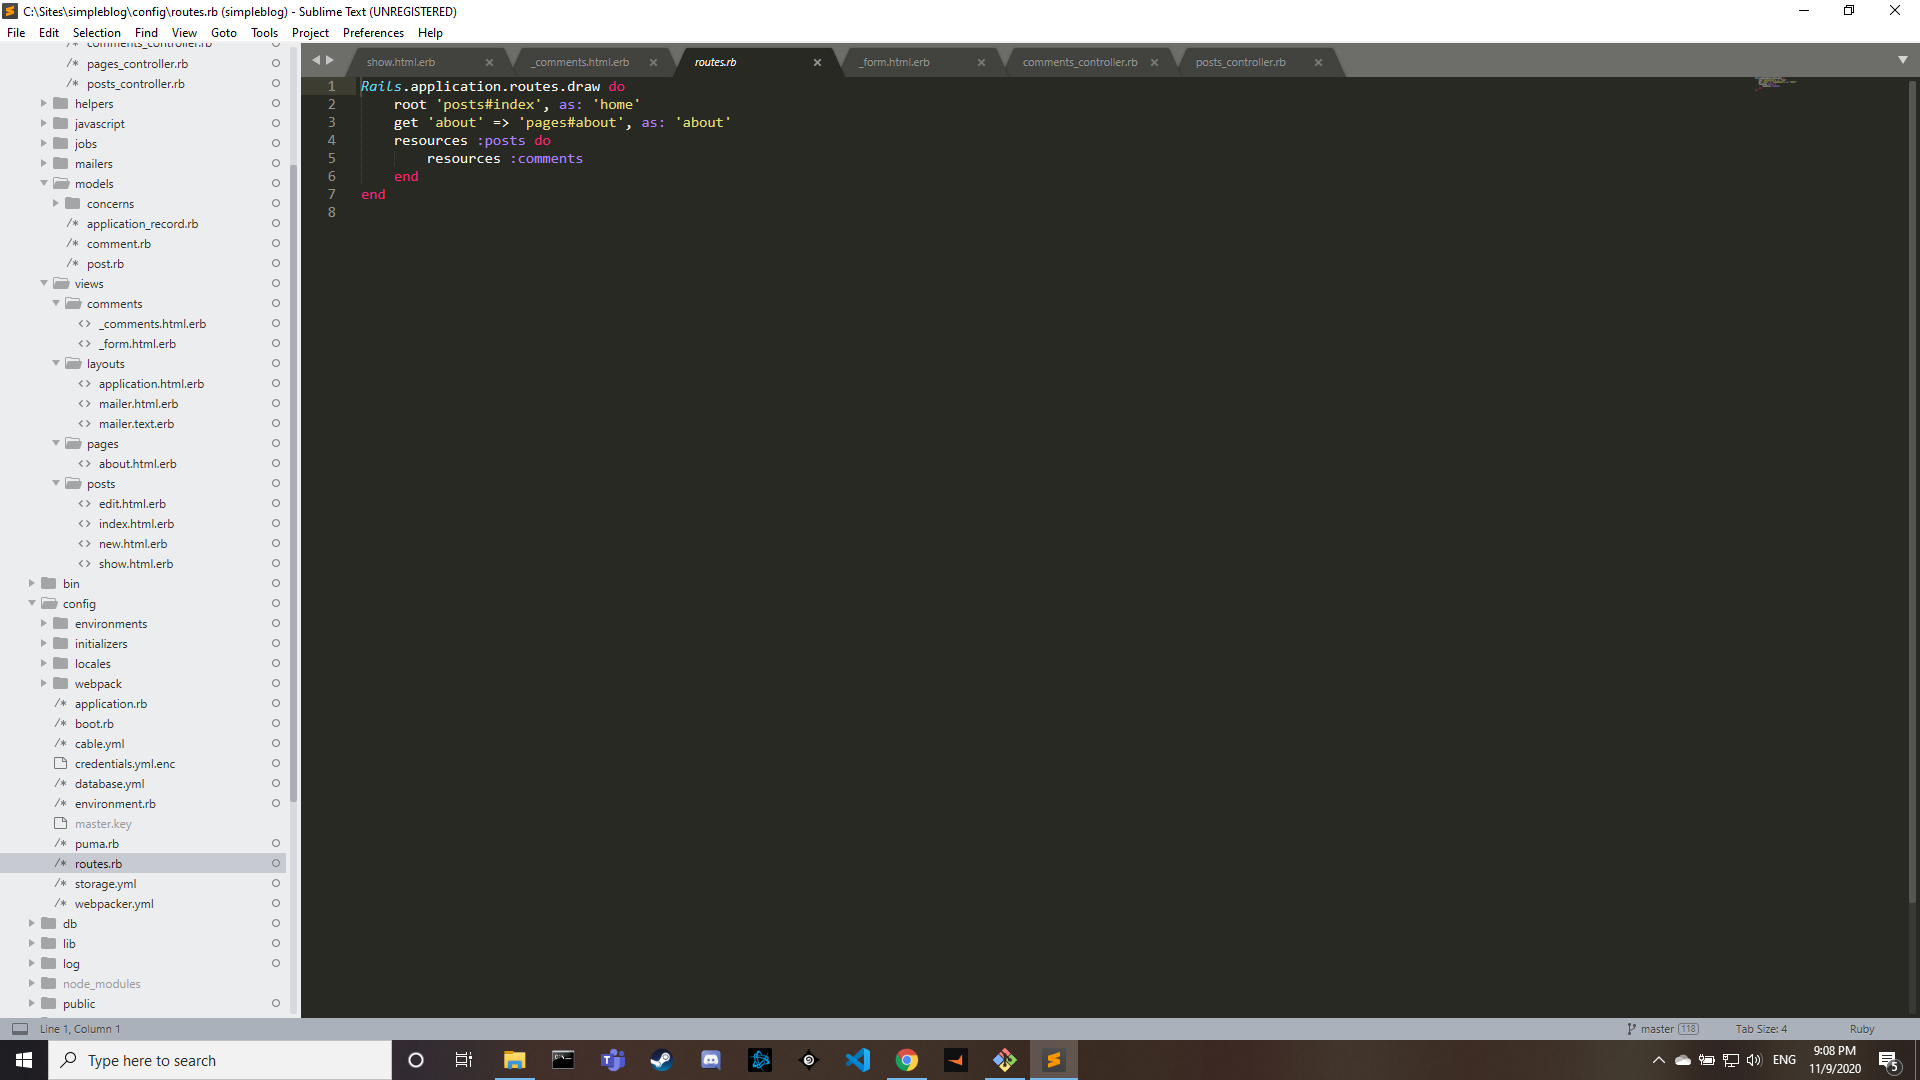 C:\Sites\simpleblog\config\routes.rb (simpleblog) - Sublime Text (UNREGISTERED)
File Edit Selection Find View Goto Tools Project Preferences Help
comments_controller.rb
/* pages_controller.rb
/* posts_controller.rb
helpers
javascript
jobs
mailers
models
concerns
/* application_record.rb
/* comment.rb
/* post.rb
views
comments
<> _comments.html.erb
<> _form.html.erb
layouts
<> application.html.erb
<> mailer.html.erb
<> mailer.text.erb
pages
<> about.html.erb
posts
<> edit.html.erb
<> index.html.erb
<> new.html.erb
<> show.html.erb
bin
config
environments
initializers
locales
webpack
/* application.rb
/* boot.rb
/* cable.yml
credentials.yml.enc
/* database.yml
/* environment.rb
master.key
/* puma.rb
/* routes.rb
/* storage.yml
/* webpacker.yml
db
lib
log
node_modules
public
show.html.erb _comments.html.erb routes.rb _form.html.erb comments_controller.rb posts_controller.rb
1 Rails.application.routes.draw do
2 root 'posts#index', as: 'home'
3 get 'about' => 'pages#about', as: 'about'
4 resources :posts do
5 resources :comments
6 end
7 end
8
Line 1, Column 1 master 118 Tab Size: 4 Ruby
Type here to search
ENG
9:08 PM
11/9/2020
5